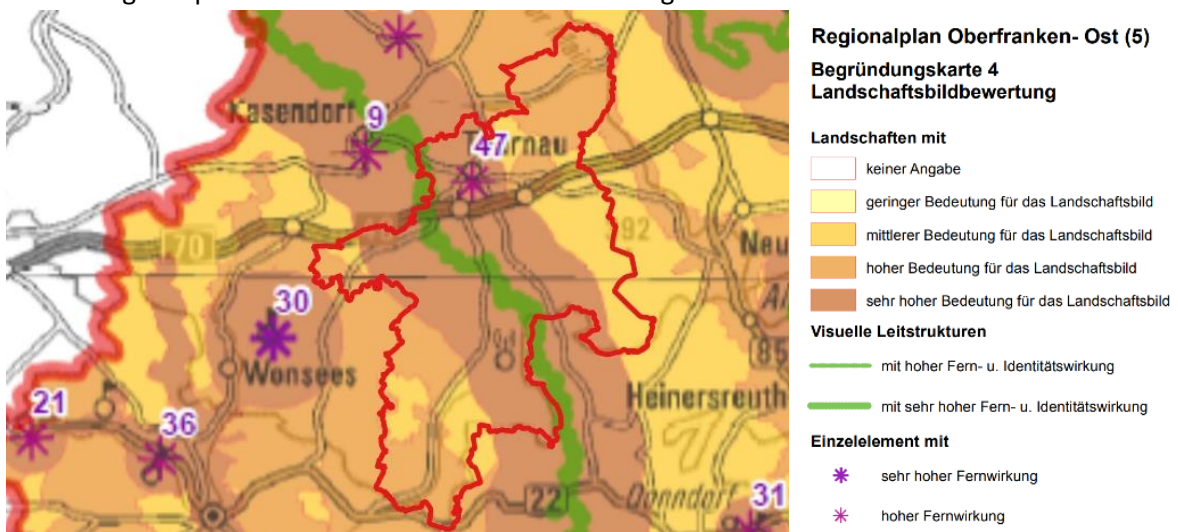 Kasendorf
9
47
Thurnau
70
92
Neu
30
Wonsees
21
36
Heinersreuth
85
22
Donndorf
31
Regionalplan Oberfranken- Ost (5)
Begründungskarte 4
Landschaftsbildbewertung
Landschaften mit
keiner Angabe
geringer Bedeutung für das Landschaftsbild
mittlerer Bedeutung für das Landschaftsbild
hoher Bedeutung für das Landschaftsbild
sehr hoher Bedeutung für das Landschaftsbild
Visuelle Leitstrukturen
mit hoher Fern- u. Identitätswirkung
mit sehr hoher Fern- u. Identitätswirkung
Einzelelement mit
sehr hoher Fernwirkung
hoher Fernwirkung